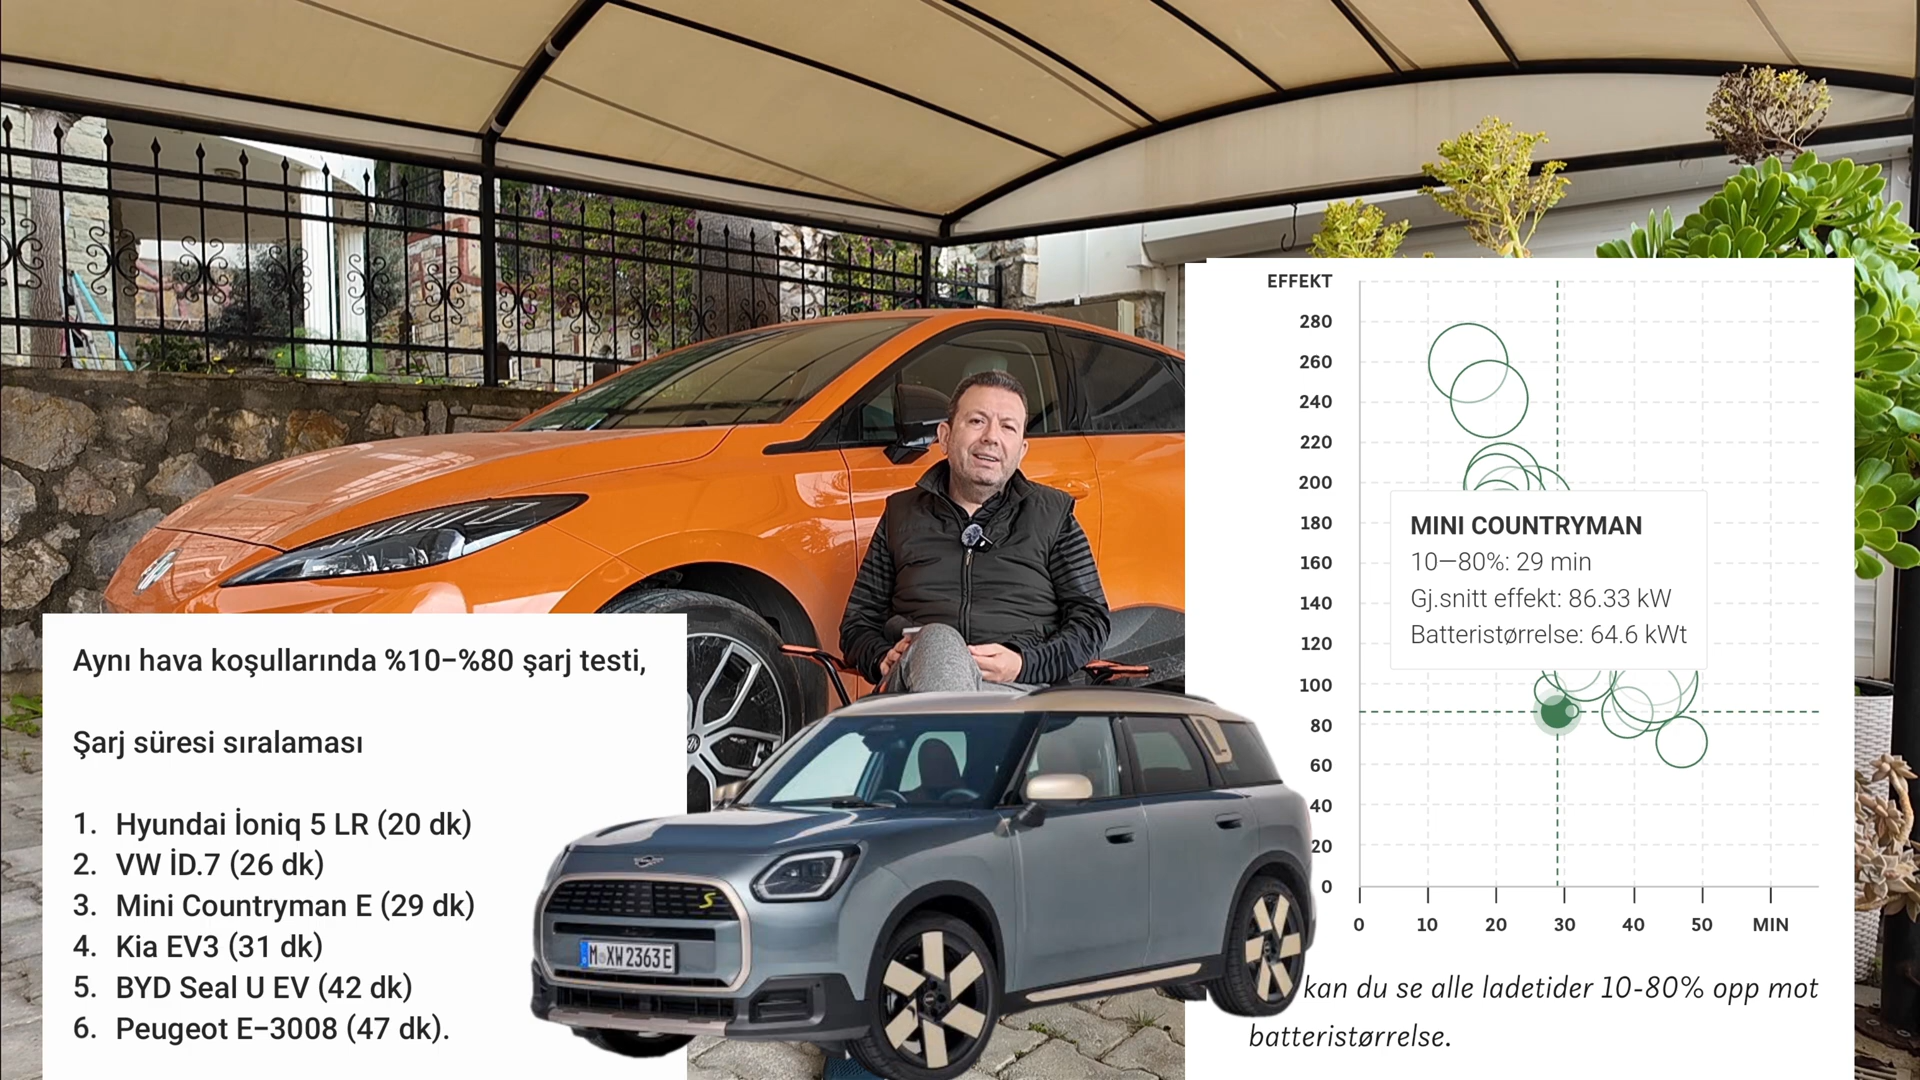 Aynı hava koşullarında %10–%80 şarj testi,
Şarj süresi sıralaması
1. Hyundai İoniq 5 LR (20 dk)
2. VW İD.7 (26 dk)
3. Mini Countryman E (29 dk)
4. Kia EV3 (31 dk)
5. BYD Seal U EV (42 dk)
6. Peugeot E–3008 (47 dk).
M XW 2363E
S
EFFEKT
280
260
240
220
200
180
160
140
120
100
80
60
40
20
0
MINI COUNTRYMAN
10—80%: 29 min
Gj.snitt effekt: 86.33 kW
Batteristørrelse: 64.6 kWt
0 10 20 30 40 50 MIN
kan du se alle ladetider 10-80% opp mot
batteristørrelse.